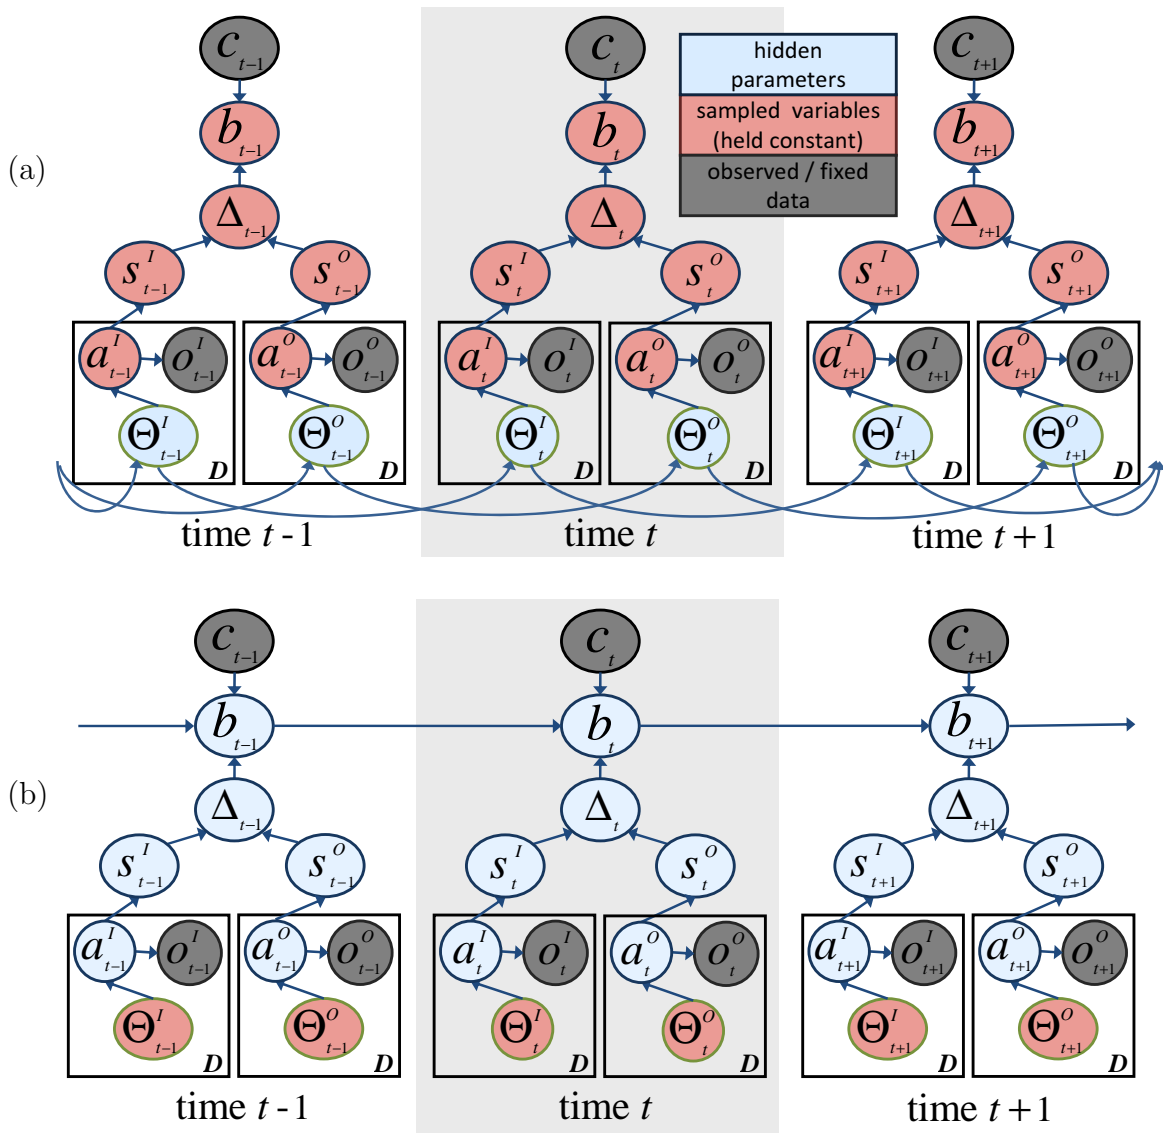 c_{t-1} c_t c_{t+1}
hidden
parameters
sampled variables
(held constant)
observed / fixed
data
b_{t-1} b_t b_{t+1}
(a)
Δ_{t-1} Δ_t Δ_{t+1}
s^I_{t-1} s^O_{t-1} s^I_t s^O_t s^I_{t+1} s^O_{t+1}
a^I_{t-1} o^I_{t-1} a^O_{t-1} o^O_{t-1} a^I_t o^I_t a^O_t o^O_t a^I_{t+1} o^I_{t+1} a^O_{t+1} o^O_{t+1}
Θ^I_{t-1} Θ^O_{t-1} Θ^I_t Θ^O_t Θ^I_{t+1} Θ^O_{t+1}
D D D D D D
time t-1 time t time t+1
c_{t-1} c_t c_{t+1}
b_{t-1} b_t b_{t+1}
(b)
Δ_{t-1} Δ_t Δ_{t+1}
s^I_{t-1} s^O_{t-1} s^I_t s^O_t s^I_{t+1} s^O_{t+1}
a^I_{t-1} o^I_{t-1} a^O_{t-1} o^O_{t-1} a^I_t o^I_t a^O_t o^O_t a^I_{t+1} o^I_{t+1} a^O_{t+1} o^O_{t+1}
Θ^I_{t-1} Θ^O_{t-1} Θ^I_t Θ^O_t Θ^I_{t+1} Θ^O_{t+1}
D D D D D D
time t-1 time t time t+1